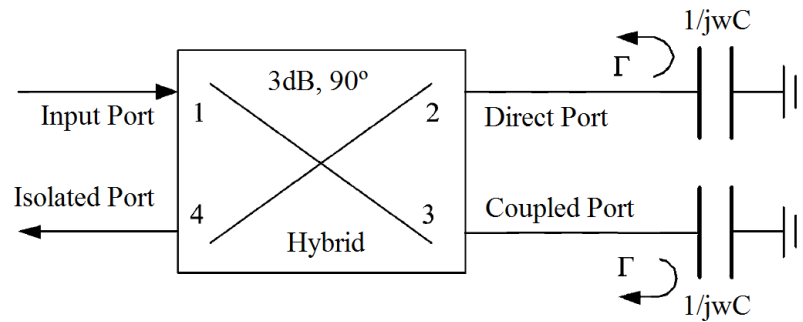 1/jwC
3dB, 90º
Γ
Input Port
1
2
Direct Port
Isolated Port
4
3
Coupled Port
Hybrid
Γ
1/jwC